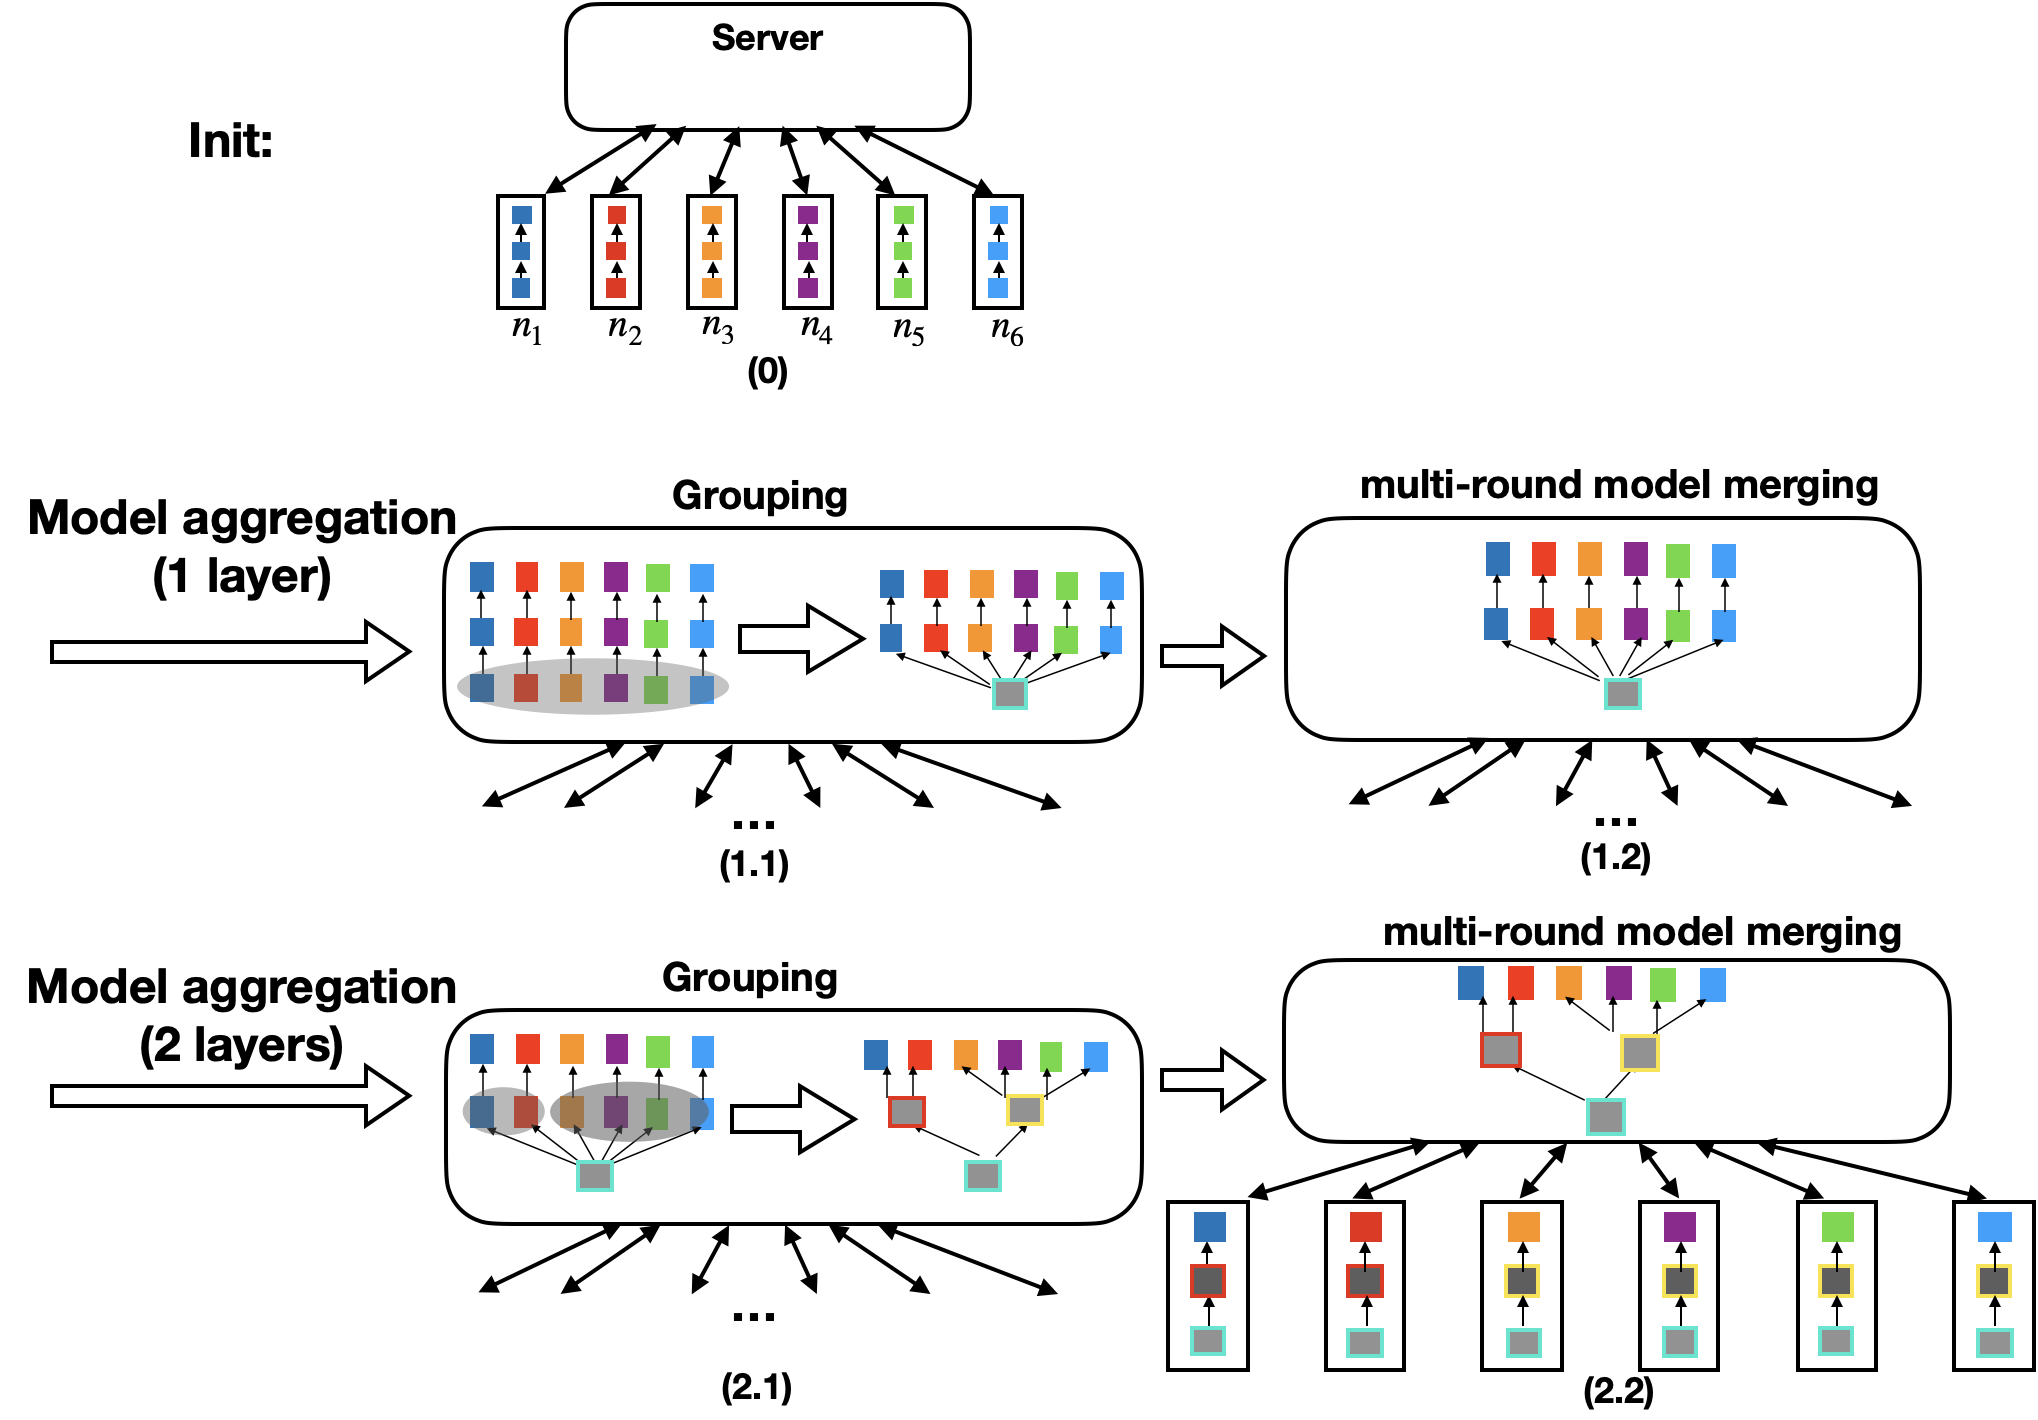 Server
Init:
n1 n2 n3 n4 n5 n6
(0)
Model aggregation
(1 layer)
Grouping
multi-round model merging
...
(1.1)
...
(1.2)
Model aggregation
(2 layers)
Grouping
multi-round model merging
...
(2.1)
(2.2)